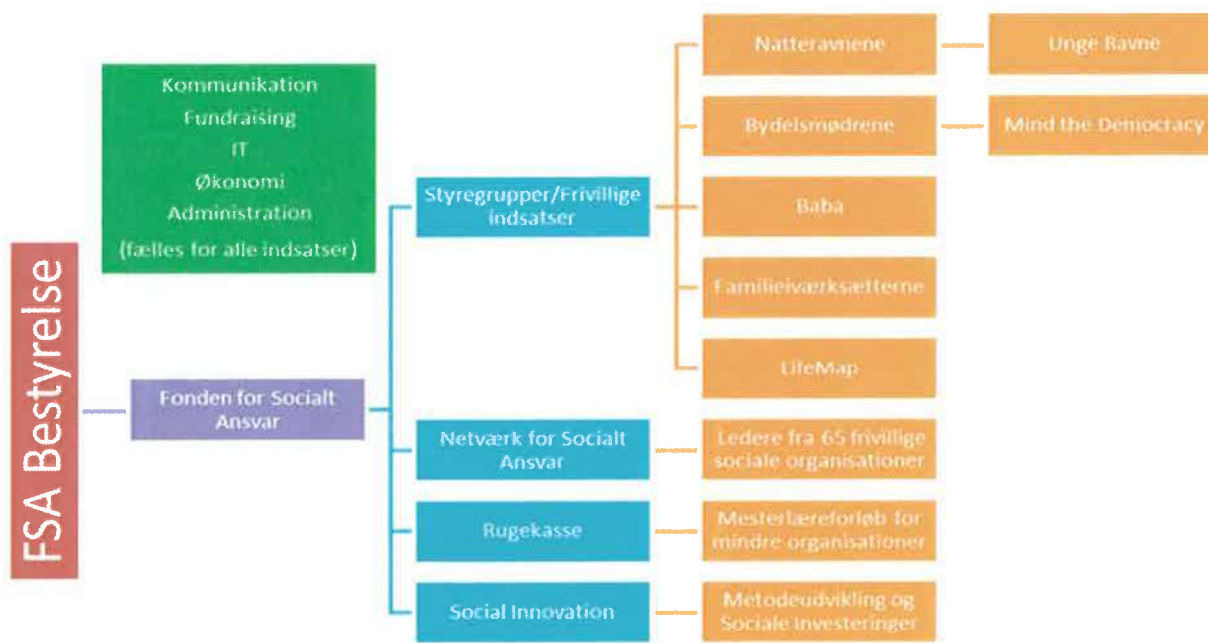 FSA Bestyrelse
Kommunikation
Fundraising
IT
Økonomi
Administration
(fælles for alle indsatser)
Fonden for Socialt
Ansvar
Styregrupper/Frivillige
indsatser
Natteravnene
Unge Ravne
Bydelsmødrene
Mind the Democracy
Baba
Familieiværksætterne
LifeMap
Netværk for Socialt
Ansvar
Ledere fra 65 frivillige
sociale organisationer
Rugekasse
Mesterlæreforløb for
mindre organisationer
Social Innovation
Metodeudvikling og
Sociale Investeringer